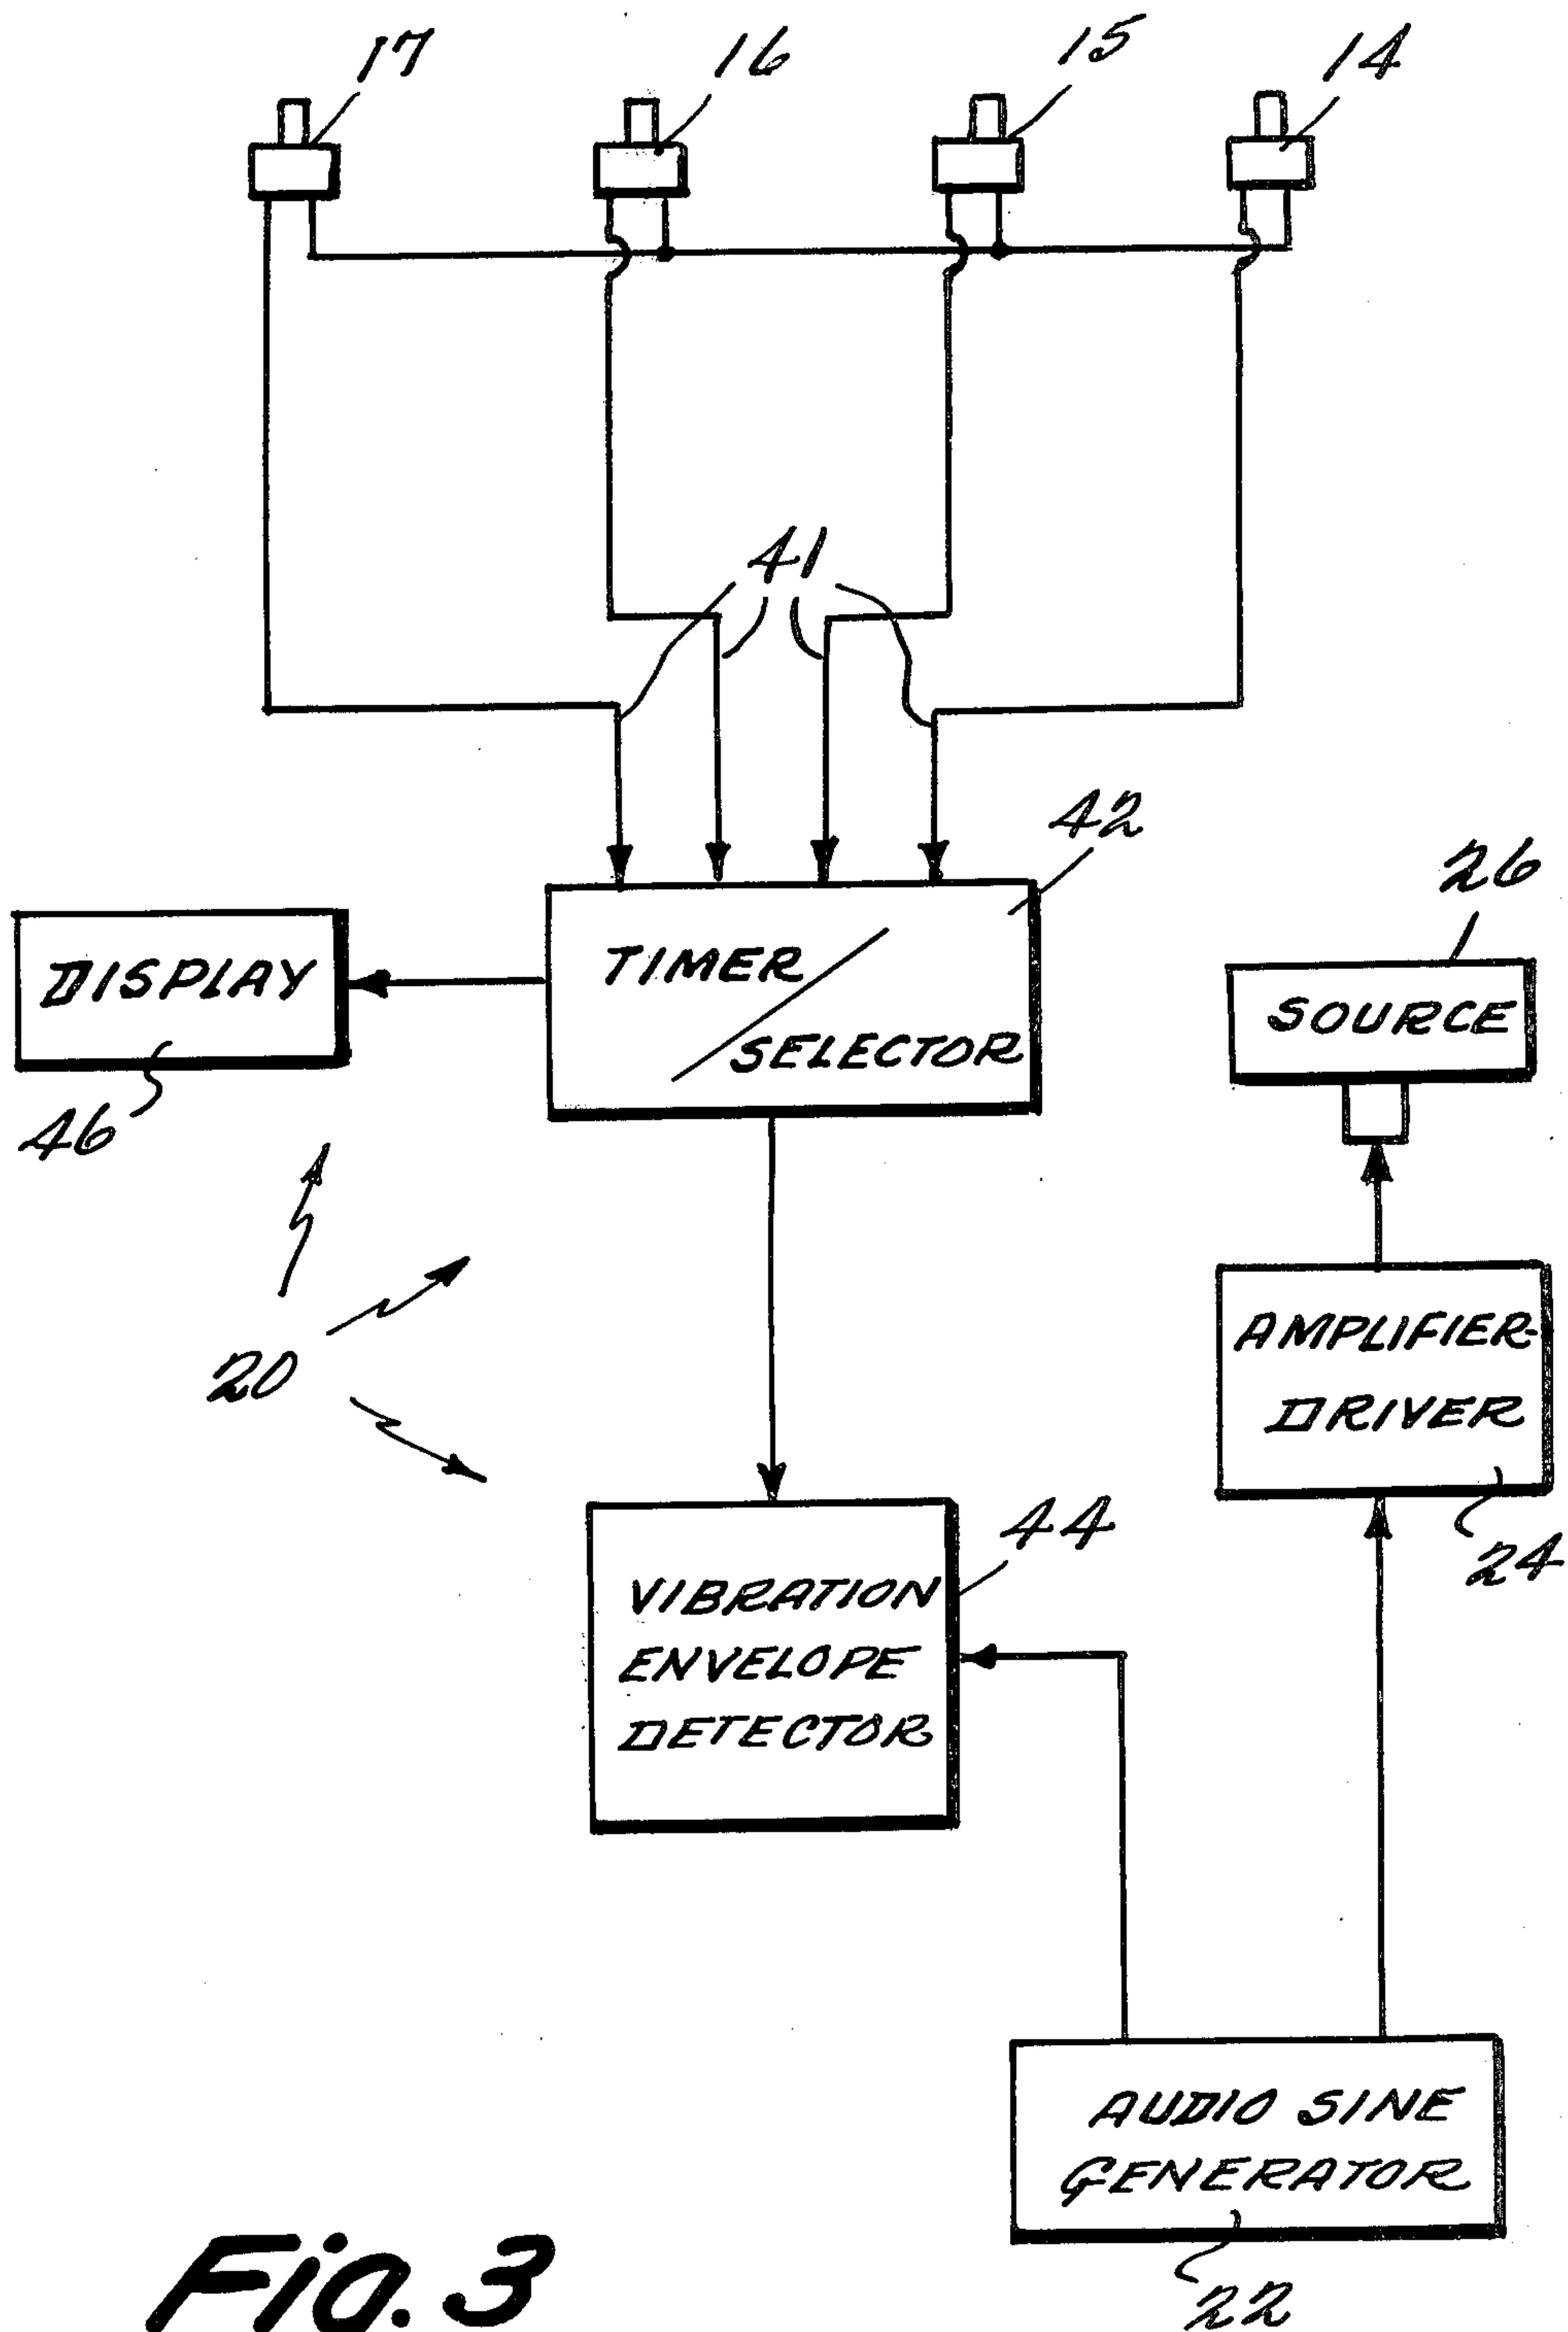 17
16
15
14
41
42
26
DISPLAY
TIMER/
SELECTOR
SOURCE
46
20
AMPLIFIER-
DRIVER
24
44
VIBRATION
ENVELOPE
DETECTOR
AUDIO SINE
GENERATOR
22
Fig. 3